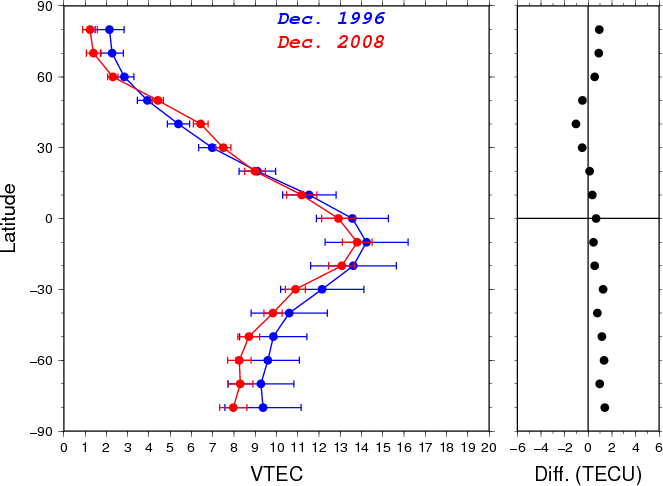 Dec. 1996
Dec. 2008
90
60
30
0
−30
−60
−90
Latitude
0 1 2 3 4 5 6 7 8 9 10 11 12 13 14 15 16 17 18 19 20
VTEC
−6 −4 −2 0 2 4 6
Diff. (TECU)